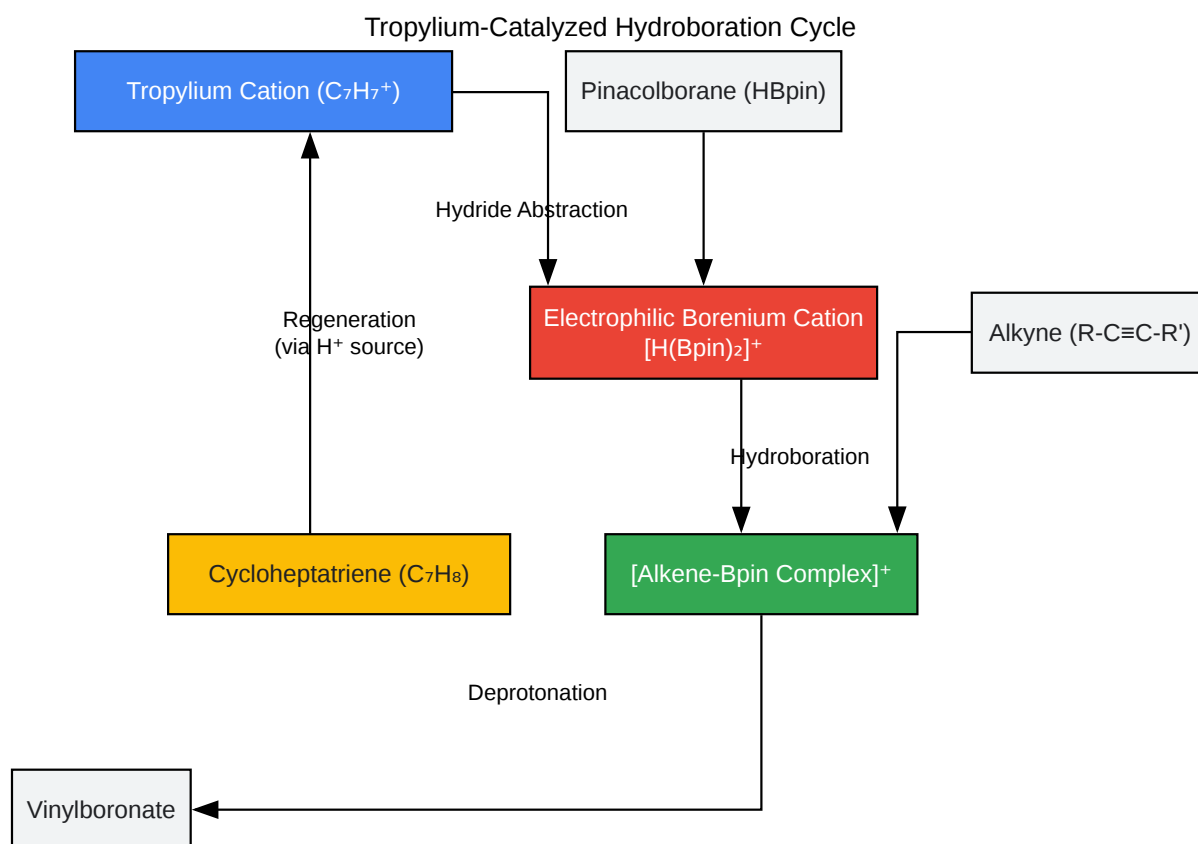 Tropylium-Catalyzed Hydroboration Cycle
Tropylium Cation (C₇H₇⁺)
Pinacolborane (HBpin)
Hydride Abstraction
Electrophilic Borenium Cation
[H(Bpin)₂]⁺
Alkyne (R-C≡C-R')
Regeneration
(via H⁺ source)
Hydroboration
Cycloheptatriene (C₇H₈)
[Alkene-Bpin Complex]⁺
Deprotonation
Vinylboronate